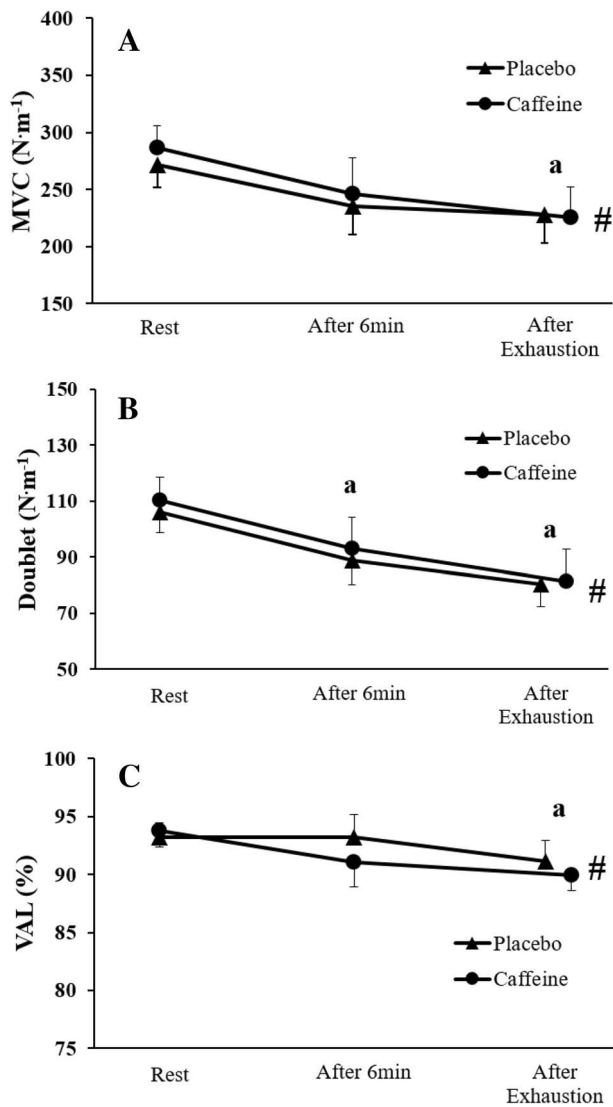 A
MVC (N·m⁻¹)
400
350
300
250
200
150
Placebo
Caffeine
a
#
Rest
After 6min
After
Exhaustion
B
Doublet (N·m⁻¹)
150
130
110
90
70
50
Placebo
Caffeine
a
a
#
Rest
After 6min
After
Exhaustion
C
VAL (%)
100
95
90
85
80
75
a
#
Placebo
Caffeine
Rest
After 6min
After
Exhaustion